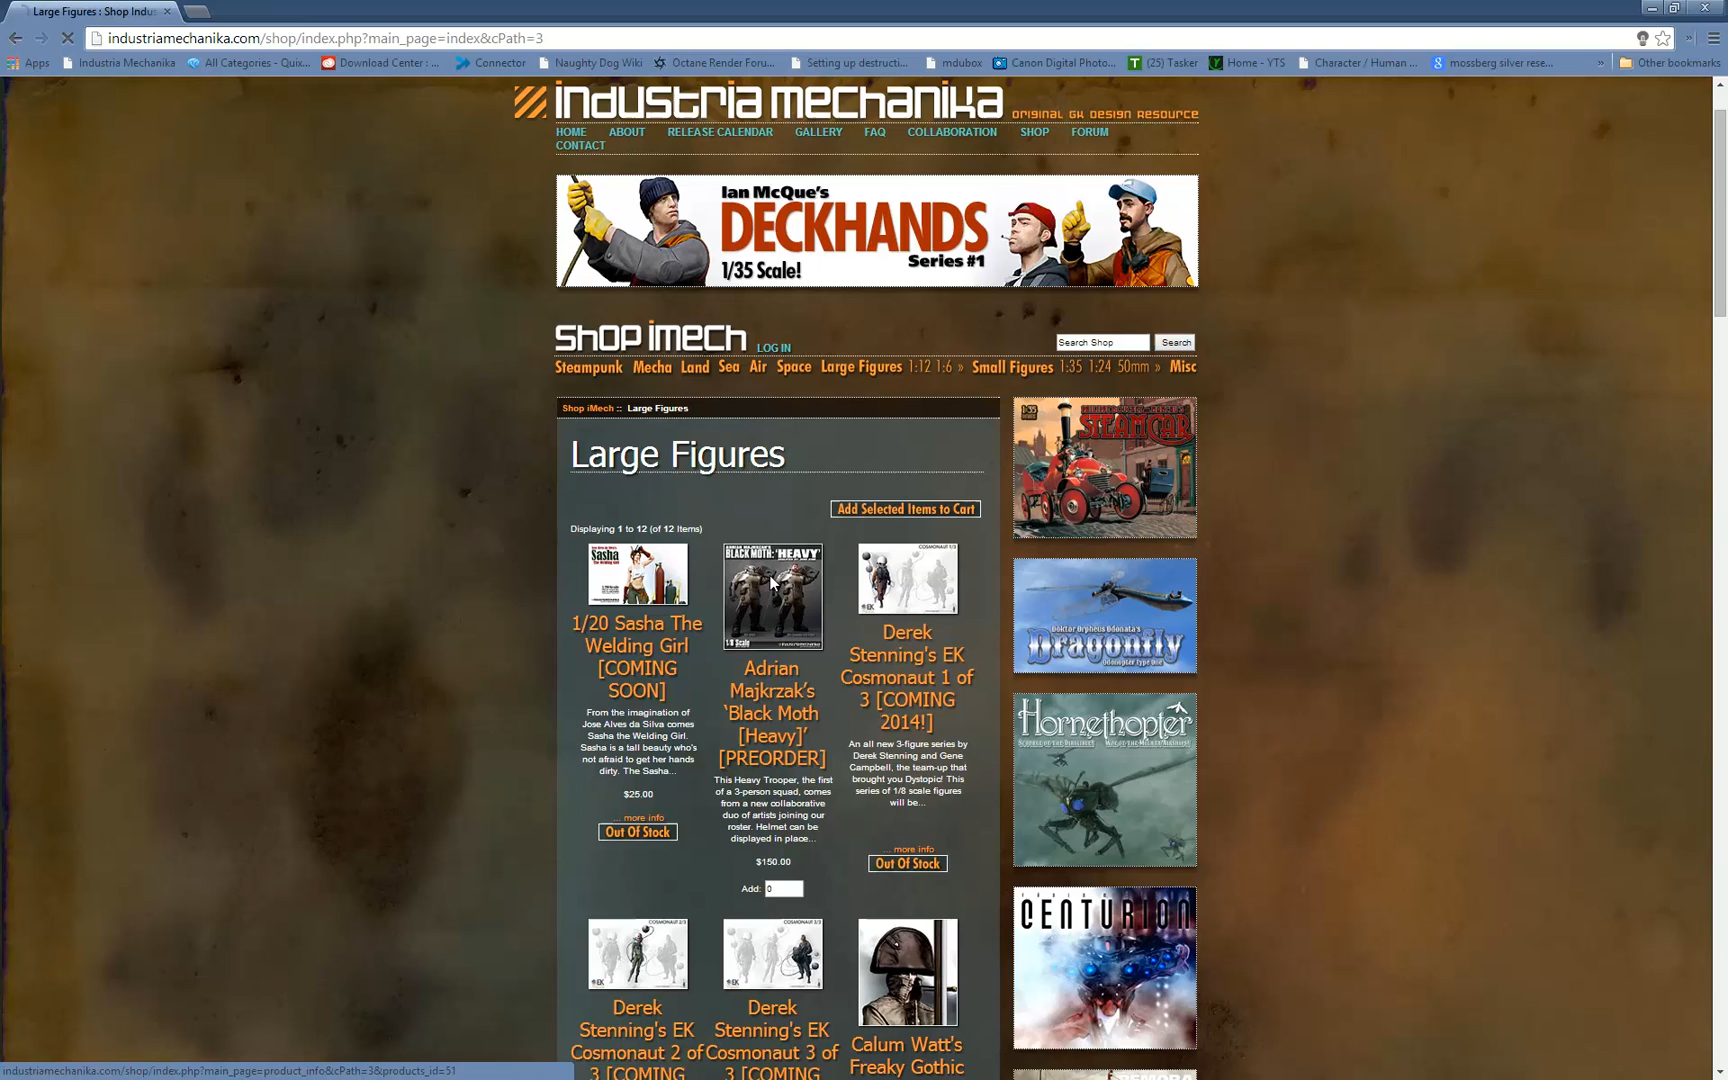 Large Figures : Shop Indus
industriamechanika.com/shop/index.php?main_page=index&cPath=3
Apps Industria Mechanika All Categories - Quix... Download Center : ... Connector Naughty Dog Wiki Octane Render Foru... Setting up destructi... mdubox Canon Digital Photo... (25) Tasker Home - YTS Character / Human ... mossberg silver rese... » Other bookmarks
industria mechanika original GK Design Resource
HOME ABOUT RELEASE CALENDAR GALLERY FAQ COLLABORATION SHOP FORUM
CONTACT
Ian McQue's
DECKHANDS
Series #1
1/35 Scale!
shop imech LOG IN
Search Shop Search
Steampunk Mecha Land Sea Air Space Large Figures 1:12 1:6 » Small Figures 1:35 1:24 50mm » Misc
Shop iMech :: Large Figures
Large Figures
Add Selected Items to Cart
Displaying 1 to 12 (of 12 Items)
Sasha
The Welding Girl
1/20 Sasha The
Welding Girl
[COMING
SOON]
From the imagination of
Jose Alves da Silva comes
Sasha the Welding Girl.
Sasha is a tall beauty who's
not afraid to get her hands
dirty. The Sasha...
$25.00
... more info
Out Of Stock
ADRIAN MAJKRZAK'S
BLACK MOTH: 'HEAVY'
1/8 Scale
Adrian
Majkrzak's
'Black Moth
[Heavy]'
[PREORDER]
This Heavy Trooper, the first
of a 3-person squad, comes
from a new collaborative
duo of artists joining our
roster. Helmet can be
displayed in place...
$150.00
Add: 0
COSMONAUT 1/3
EK
Derek
Stenning's EK
Cosmonaut 1 of
3 [COMING
2014!]
An all new 3-figure series by
Derek Stenning and Gene
Campbell, the team-up that
brought you Dystopic! This
series of 1/8 scale figures
will be...
... more info
Out Of Stock
COSMONAUT 2/3
EK
Derek
Stenning's EK
Cosmonaut 2 of
3 [COMING
COSMONAUT 3/3
EK
Derek
Stenning's EK
Cosmonaut 3 of
3 [COMING
Calum Watt's
Freaky Gothic
1:35
STEAM CAR
Doktor Orpheus Odonata's
Dragonfly
Odonopter Type One
Hornethopter
CENTURION
industriamechanika.com/shop/index.php?main_page=product_info&cPath=3&products_id=51